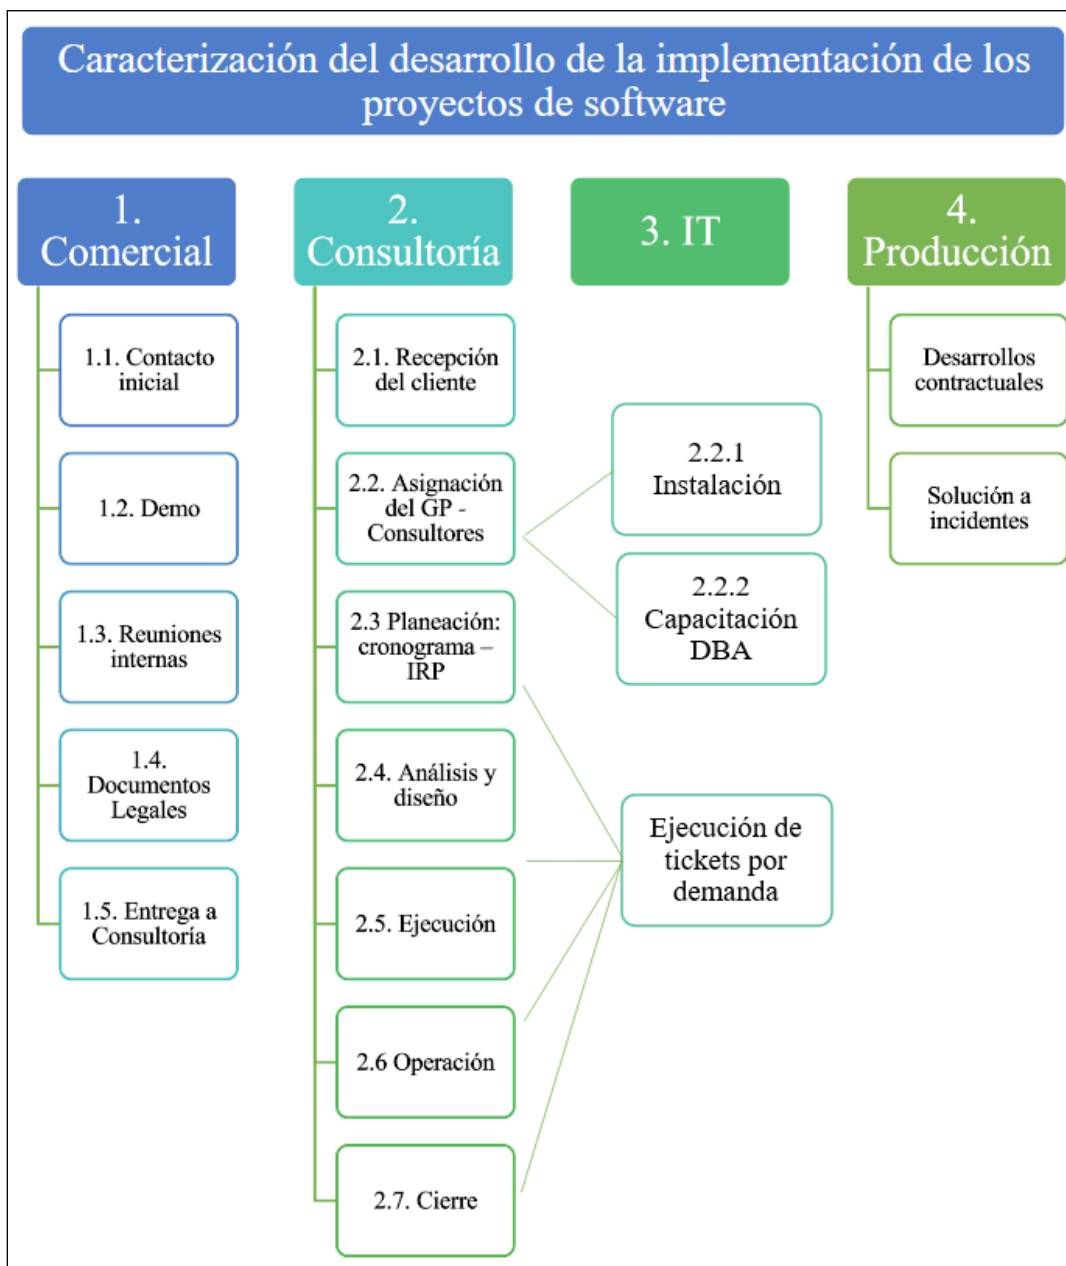 Caracterización del desarrollo de la implementación de los
proyectos de software
1.
Comercial
1.1. Contacto
inicial
1.2. Demo
1.3. Reuniones
internas
1.4.
Documentos
Legales
1.5. Entrega a
Consultoría
2.
Consultoría
2.1. Recepción
del cliente
2.2. Asignación
del GP -
Consultores
2.3 Planeación:
cronograma –
IRP
2.4. Análisis y
diseño
2.5. Ejecución
2.6 Operación
2.7. Cierre
3. IT
2.2.1
Instalación
2.2.2
Capacitación
DBA
Ejecución de
tickets por
demanda
4.
Producción
Desarrollos
contractuales
Solución a
incidentes